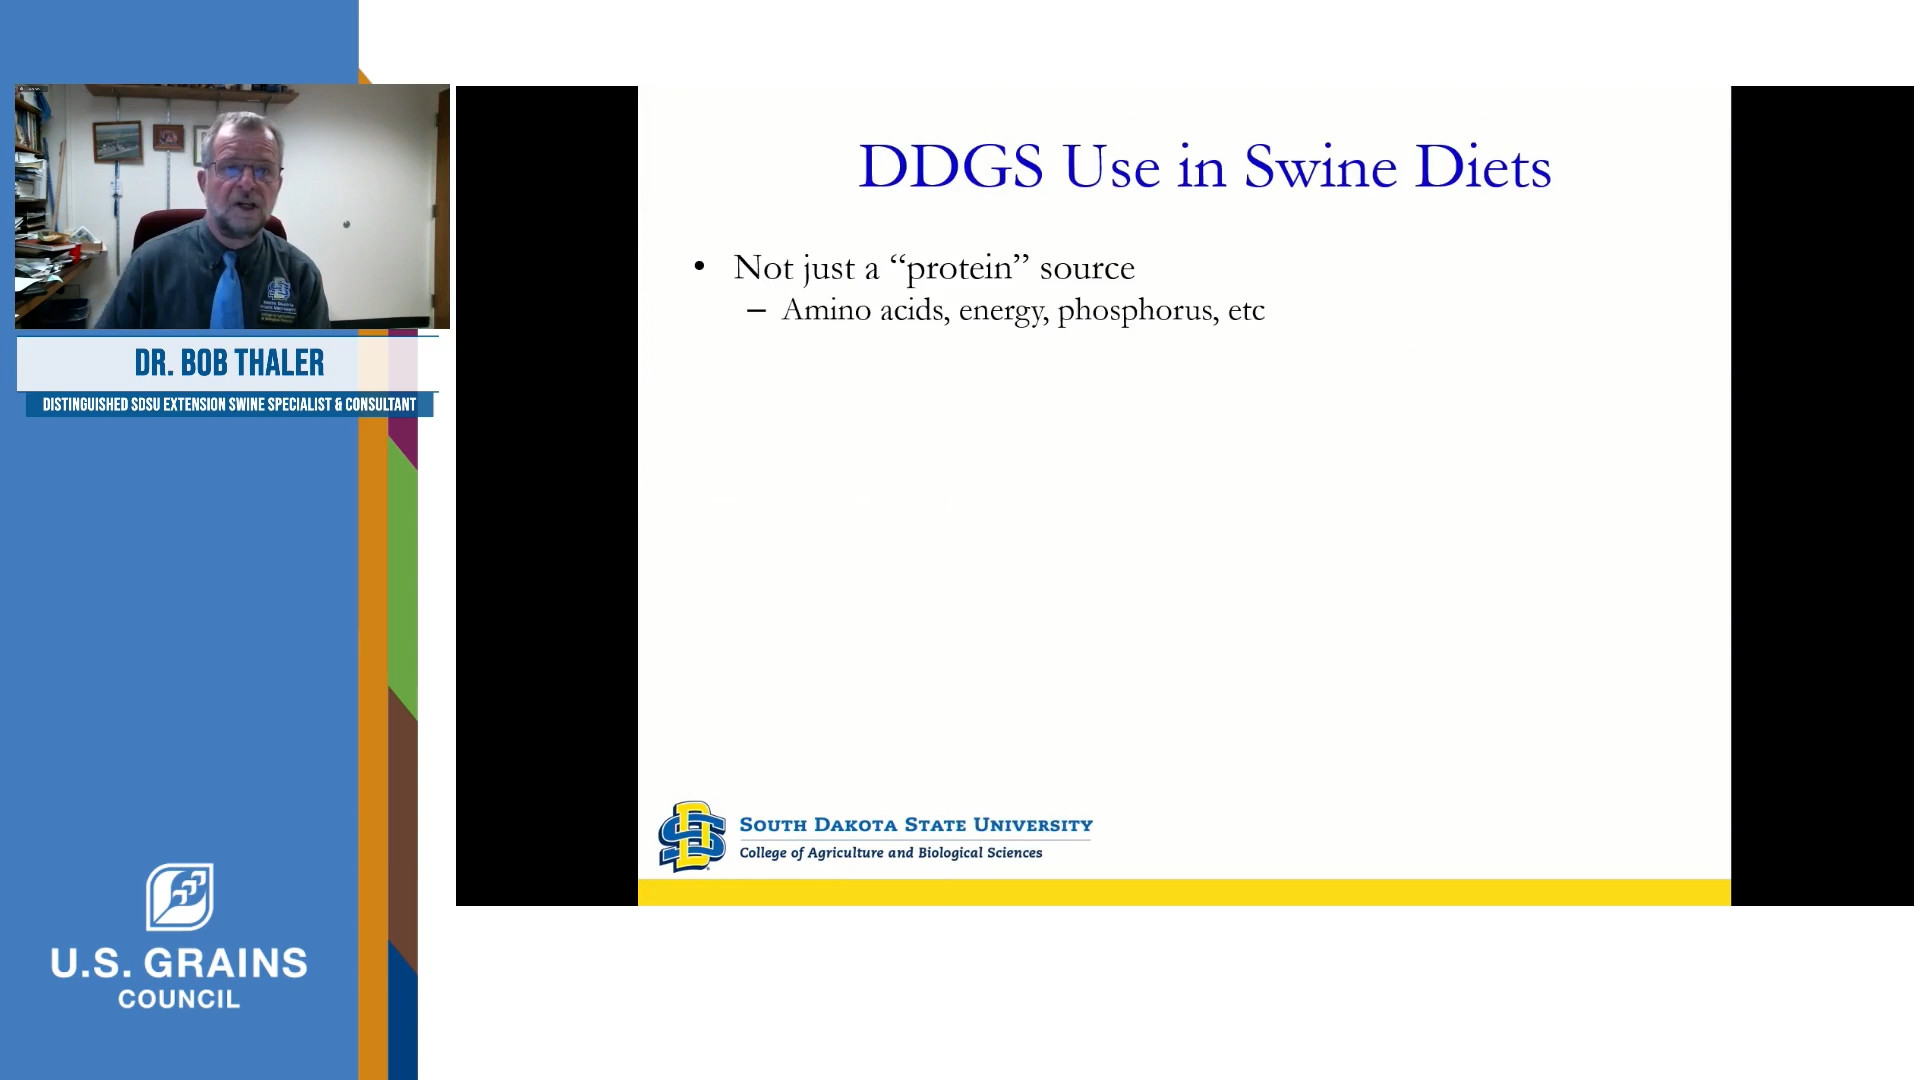 DR. BOB THALER
DISTINGUISHED SDSU EXTENSION SWINE SPECIALIST & CONSULTANT
U.S. GRAINS
COUNCIL
DDGS Use in Swine Diets
• Not just a “protein” source
– Amino acids, energy, phosphorus, etc
SOUTH DAKOTA STATE UNIVERSITY
College of Agriculture and Biological Sciences